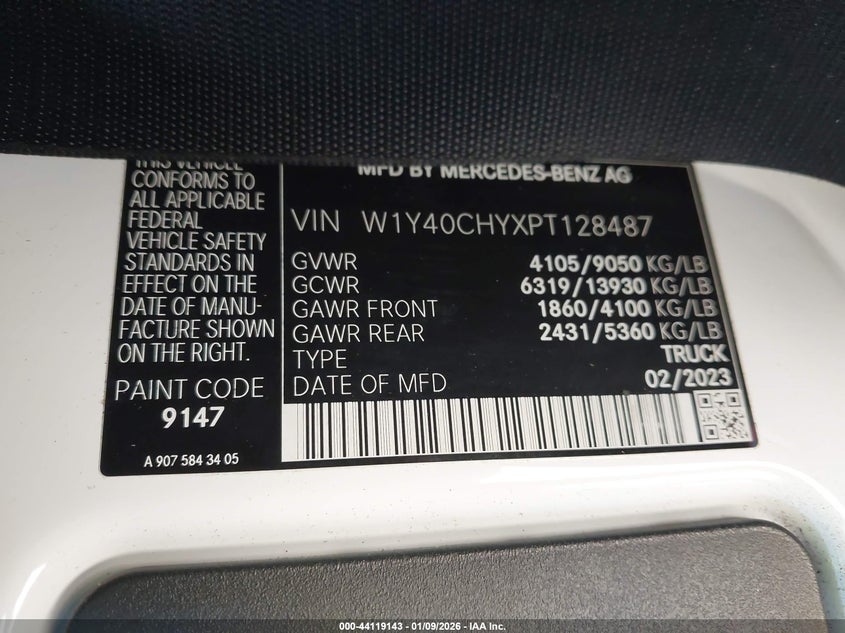 THIS VEHICLE
CONFORMS TO
ALL APPLICABLE
FEDERAL
VEHICLE SAFETY
STANDARDS IN
EFFECT ON THE
DATE OF MANU-
FACTURE SHOWN
ON THE RIGHT.
PAINT CODE
9147
A 907 584 34 05
MFD BY MERCEDES-BENZ AG
VIN W1Y40CHYXPT128487
GVWR 4105/9050 KG/LB
GCWR 6319/13930 KG/LB
GAWR FRONT 1860/4100 KG/LB
GAWR REAR 2431/5360 KG/LB
TYPE TRUCK
DATE OF MFD 02/2023
000-44119143 | 01/09/2026 | IAA Inc.